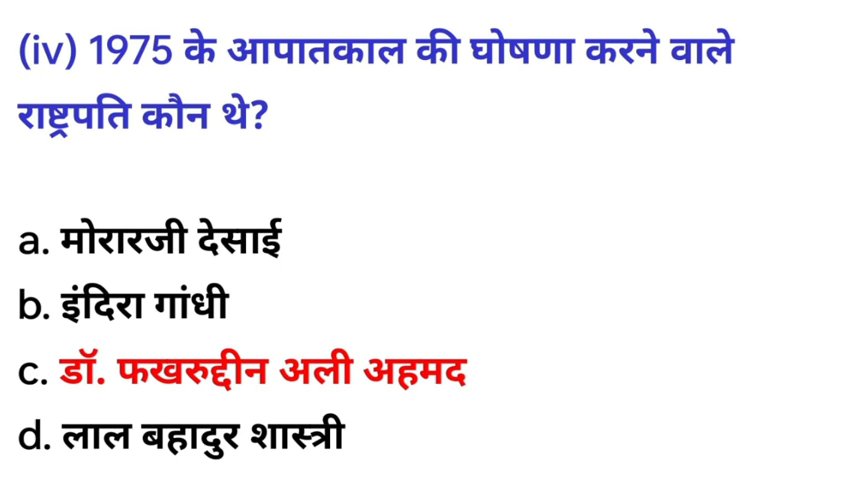 (iv) 1975 के आपातकाल की घोषणा करने वाले
राष्ट्रपति कौन थे?
a. मोरारजी देसाई
b. इंदिरा गांधी
c. डॉ. फखरुद्दीन अली अहमद
d. लाल बहादुर शास्त्री